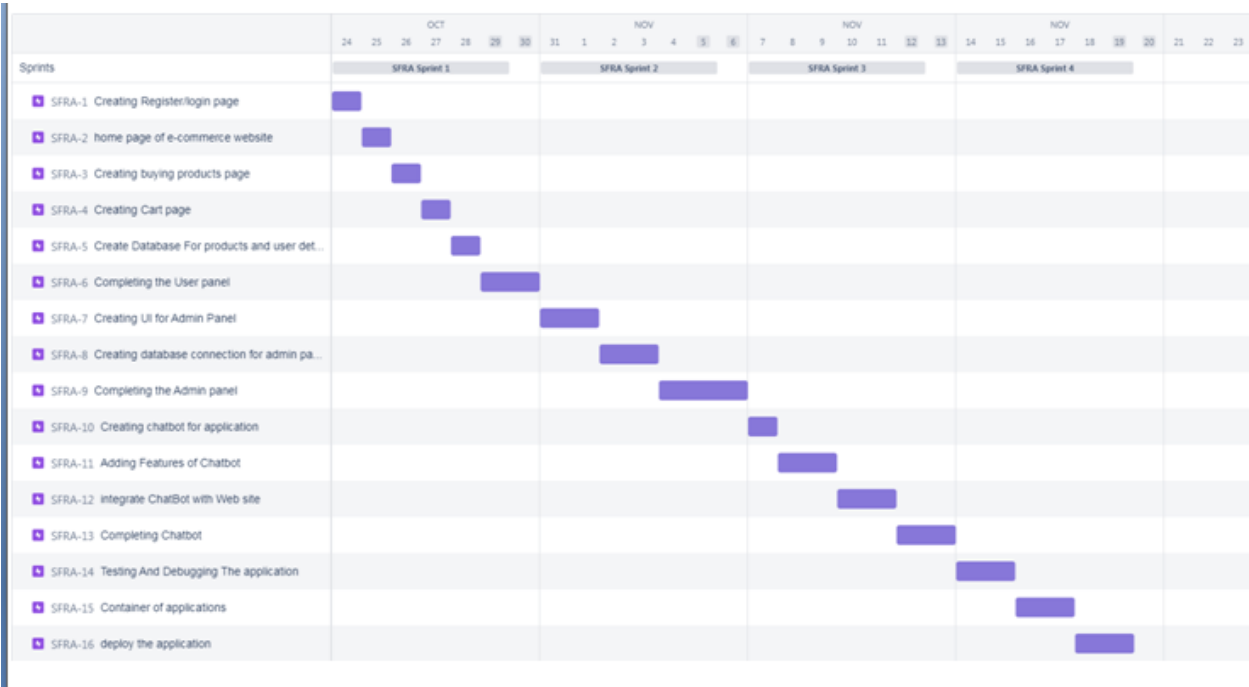 OCT NOV NOV NOV
24 25 26 27 28 29 30 31 1 2 3 4 5 6 7 8 9 10 11 12 13 14 15 16 17 18 19 20 21 22 23
Sprints SFRA Sprint 1 SFRA Sprint 2 SFRA Sprint 3 SFRA Sprint 4
SFRA-1 Creating Register/login page
SFRA-2 home page of e-commerce website
SFRA-3 Creating buying products page
SFRA-4 Creating Cart page
SFRA-5 Create Database For products and user det...
SFRA-6 Completing the User panel
SFRA-7 Creating UI for Admin Panel
SFRA-8 Creating database connection for admin pa...
SFRA-9 Completing the Admin panel
SFRA-10 Creating chatbot for application
SFRA-11 Adding Features of Chatbot
SFRA-12 integrate ChatBot with Web site
SFRA-13 Completing Chatbot
SFRA-14 Testing And Debugging The application
SFRA-15 Container of applications
SFRA-16 deploy the application